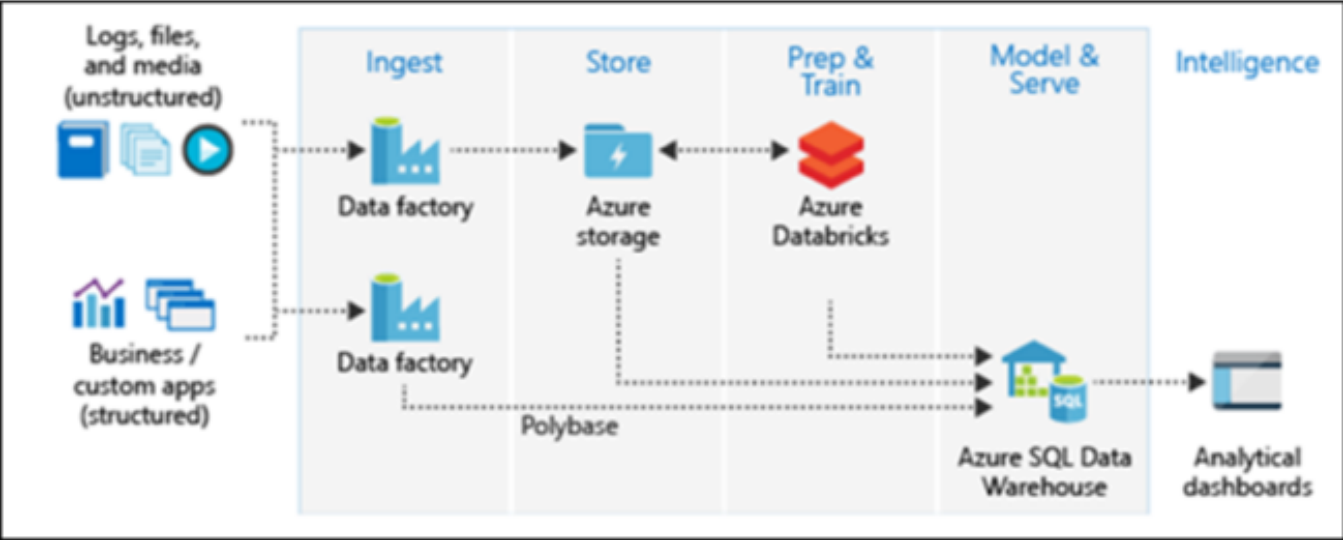 Logs, files,
and media
(unstructured)
Ingest
Store
Prep &
Train
Model &
Serve
Intelligence
Data factory
Azure
storage
Azure
Databricks
Business /
custom apps
(structured)
Data factory
Polybase
SQL
Azure SQL Data
Warehouse
Analytical
dashboards